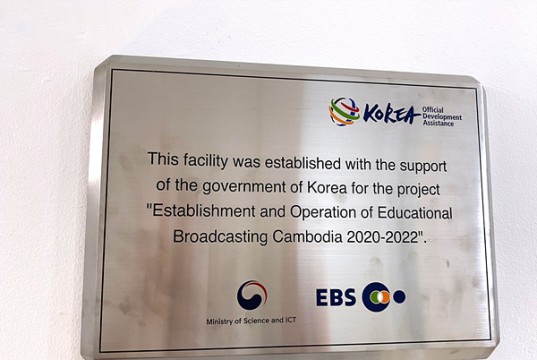 KOREA Official
Development
Assistance
This facility was established with the support
of the government of Korea for the project
"Establishment and Operation of Educational
Broadcasting Cambodia 2020-2022".
Ministry of Science and ICT
EBS